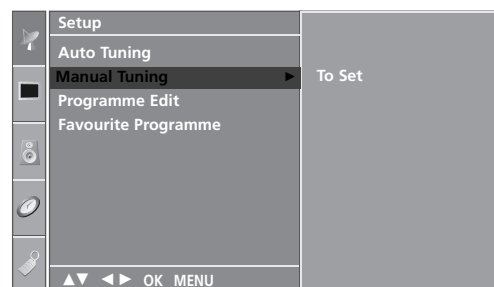 Setup
Auto Tuning
Manual Tuning ► To Set
Programme Edit
Favourite Programme
▲▼ ◄► OK MENU